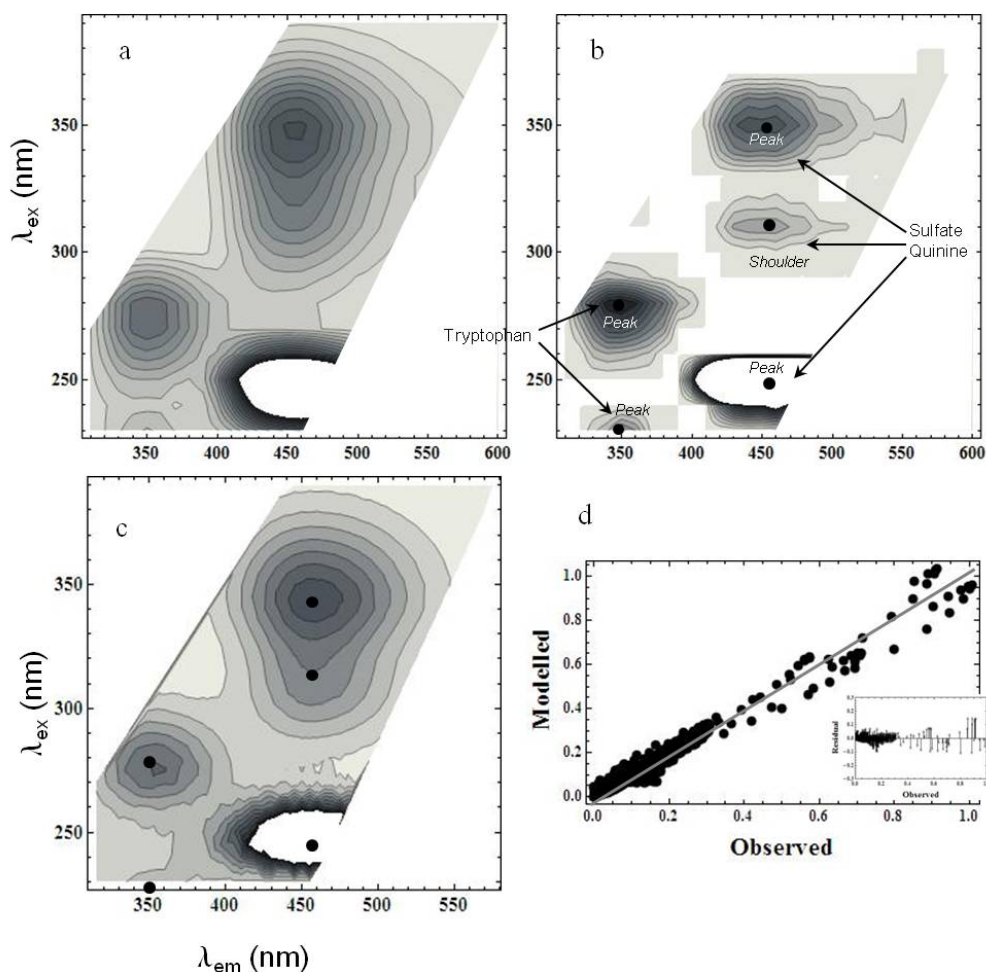 a
b
350
300
250
λex (nm)
350 400 450 500 550 600
Peak
Shoulder
Peak
Peak
Peak
Tryptophan
Sulfate
Quinine
350
300
250
350 400 450 500 550 600
c
350
300
250
λex (nm)
350 400 450 500 550
λem (nm)
d
1.0
0.8
0.6
0.4
0.2
0.0
Modelled
0.0 0.2 0.4 0.6 0.8 1.0
Observed
Residual
Observed